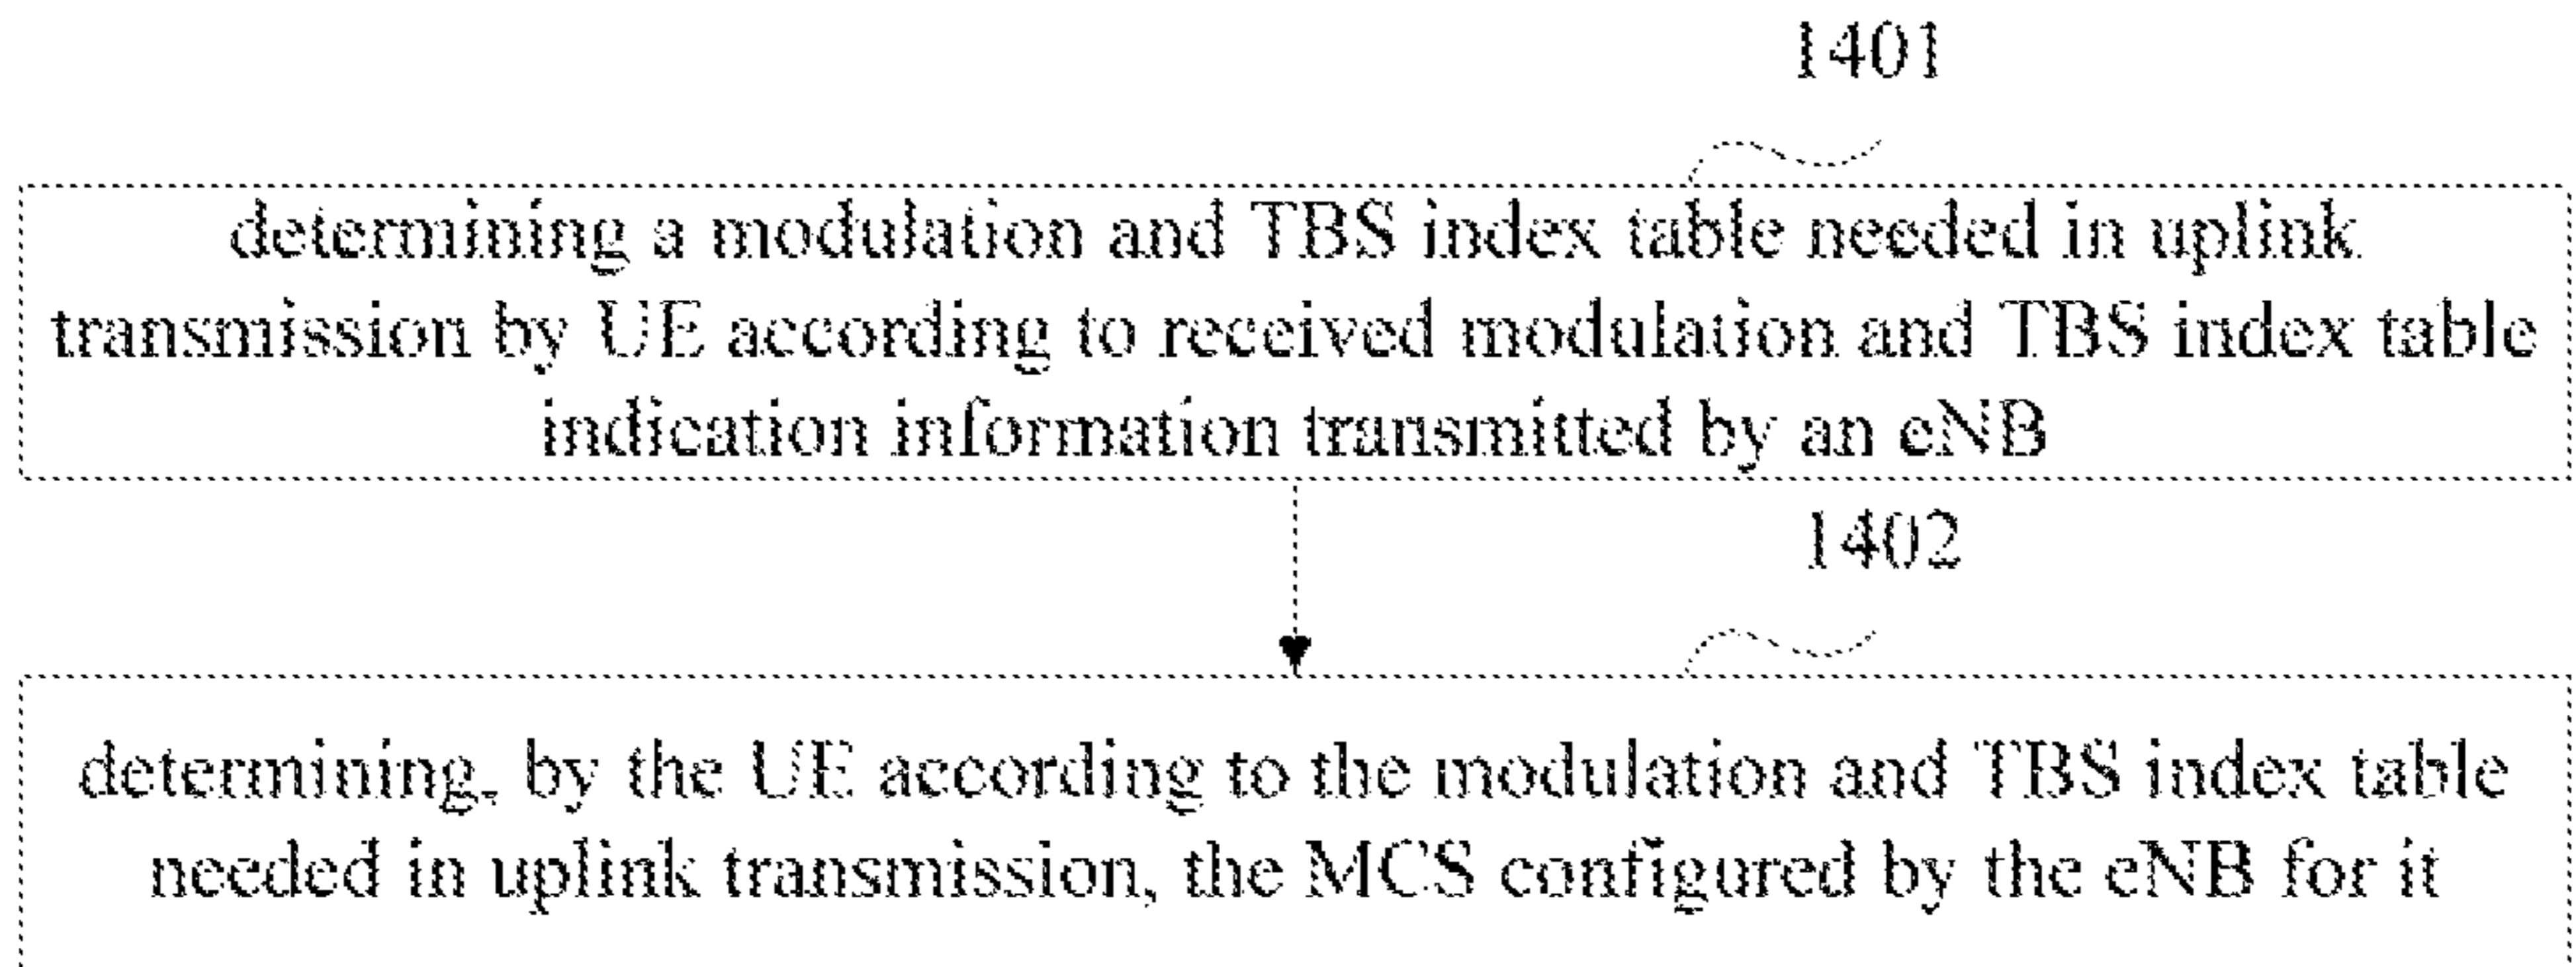 1401
determining a modulation and TBS index table needed in uplink
transmission by UE according to received modulation and TBS index table
indication information transmitted by an eNB
1402
determining, by the UE according to the modulation and TBS index table
needed in uplink transmission, the MCS configured by the eNB for it